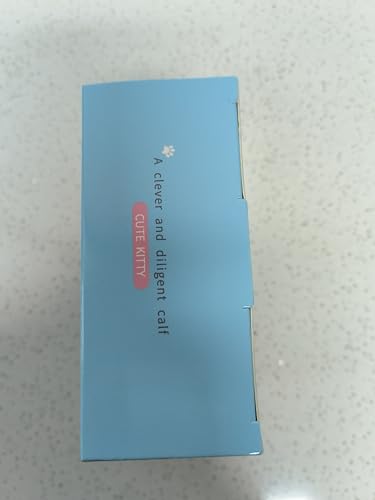 A clever and diligent calf
CUTE KITTY